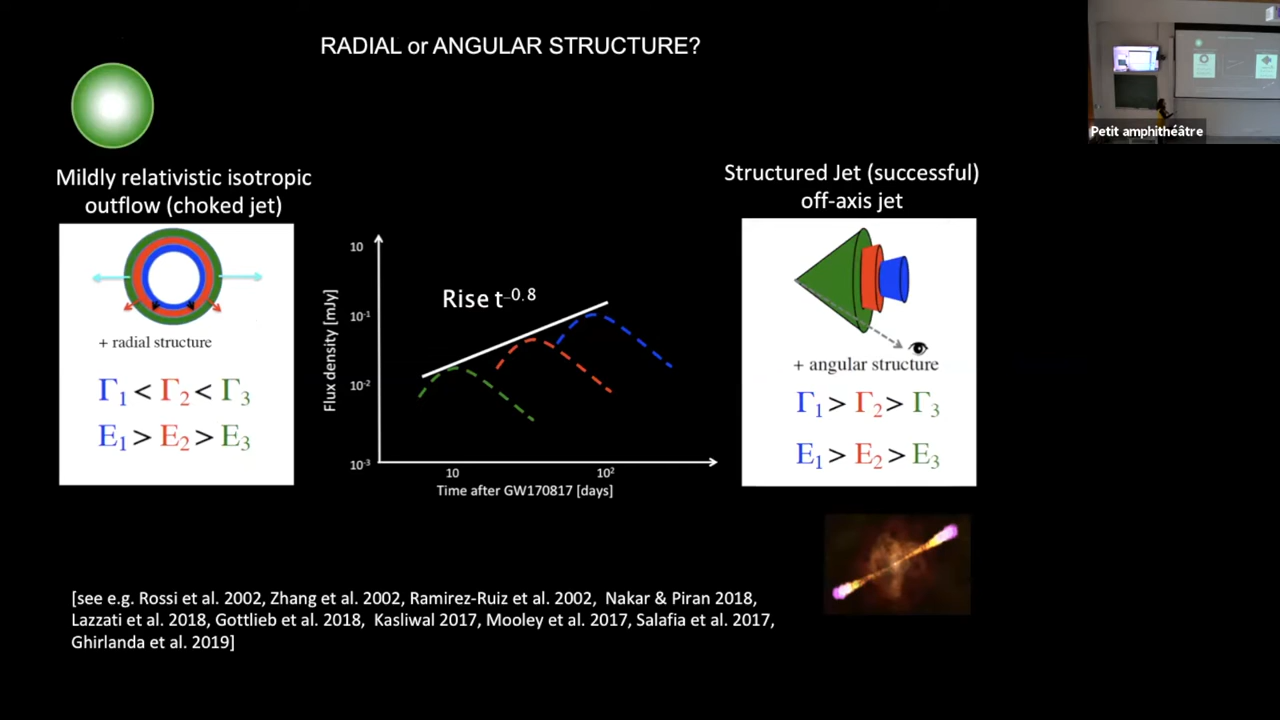 RADIAL or ANGULAR STRUCTURE?
Petit amphithéâtre
Mildly relativistic isotropic
outflow (choked jet)
+ radial structure
Γ₁ < Γ₂ < Γ₃
E₁ > E₂ > E₃
Flux density [mJy]
10
10⁻¹
10⁻²
10⁻³
Rise t⁻⁰·⁸
10
10²
Time after GW170817 [days]
Structured Jet (successful)
off-axis jet
+ angular structure
Γ₁ > Γ₂ > Γ₃
E₁ > E₂ > E₃
[see e.g. Rossi et al. 2002, Zhang et al. 2002, Ramirez-Ruiz et al. 2002, Nakar & Piran 2018,
Lazzati et al. 2018, Gottlieb et al. 2018, Kasliwal 2017, Mooley et al. 2017, Salafia et al. 2017,
Ghirlanda et al. 2019]